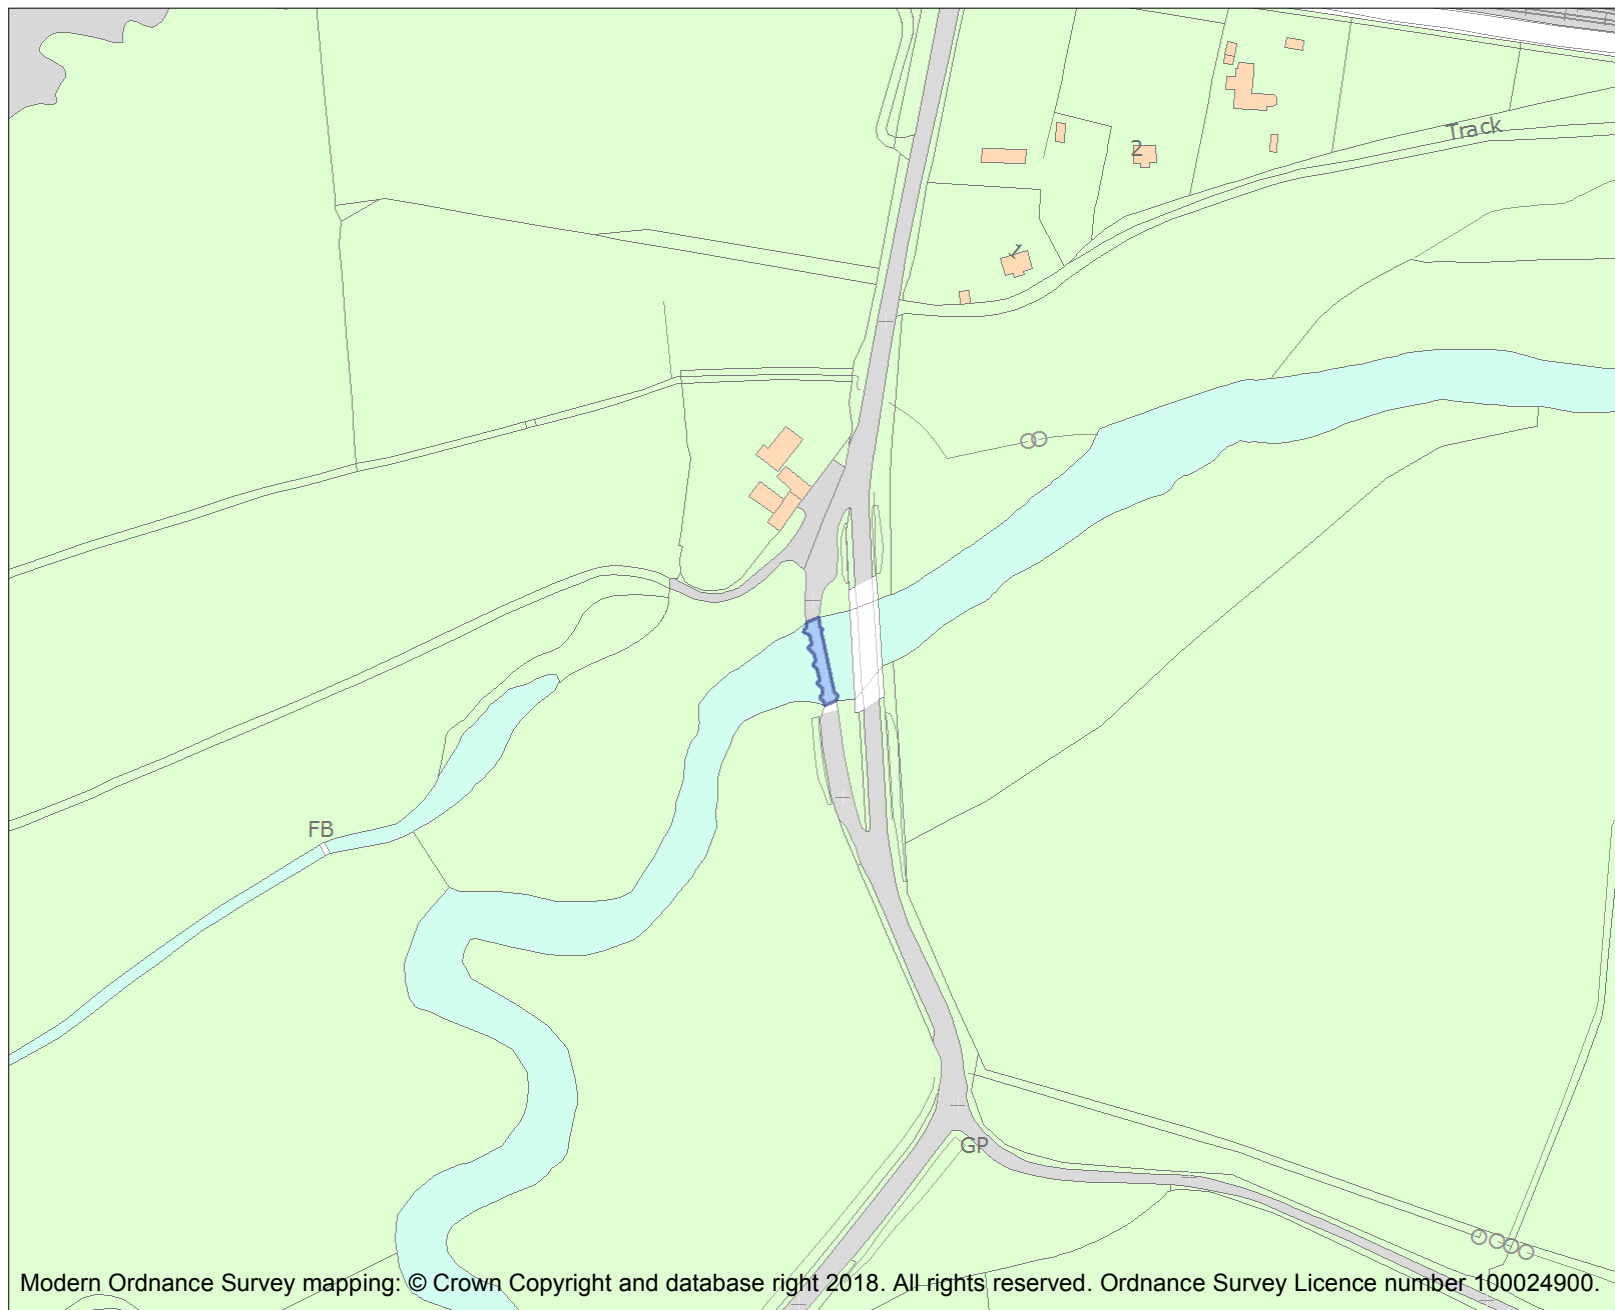 Track
2
1
FB
GP
Modern Ordnance Survey mapping: © Crown Copyright and database right 2018. All rights reserved. Ordnance Survey Licence number 100024900.